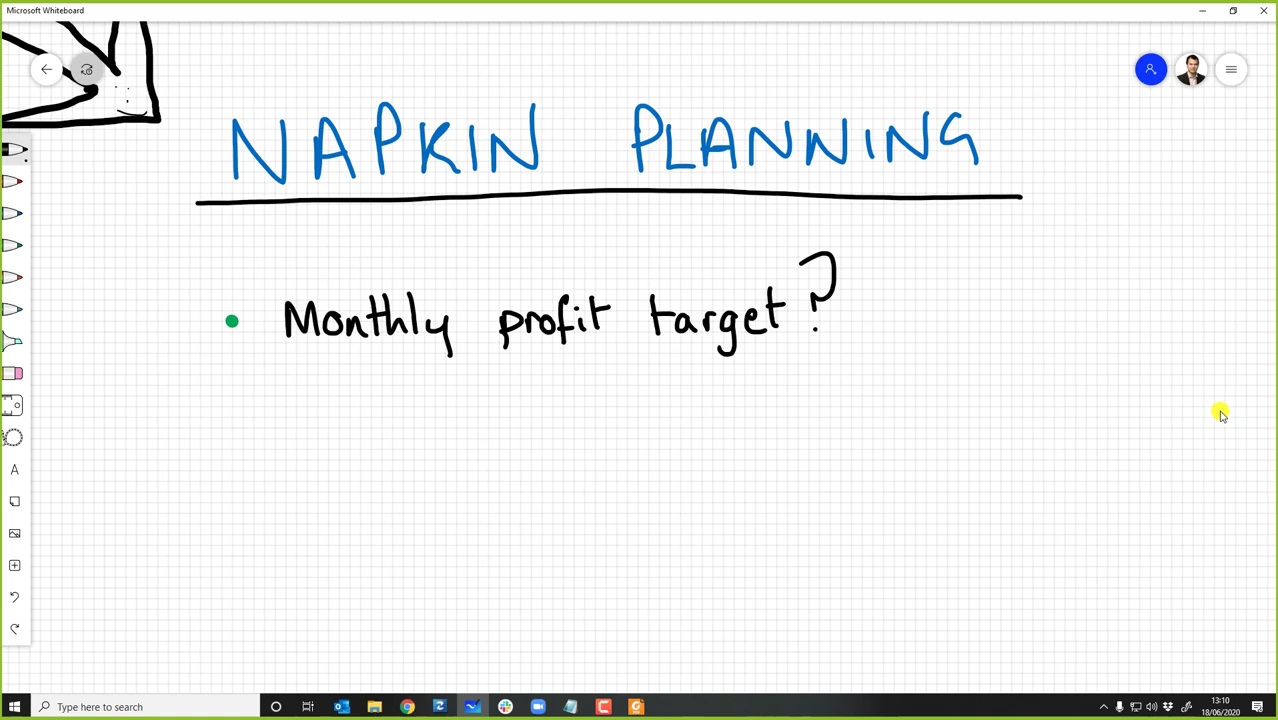 Microsoft Whiteboard
NAPKIN PLANNING
• Monthly profit target?
A
Type here to search
13:10
18/06/2020